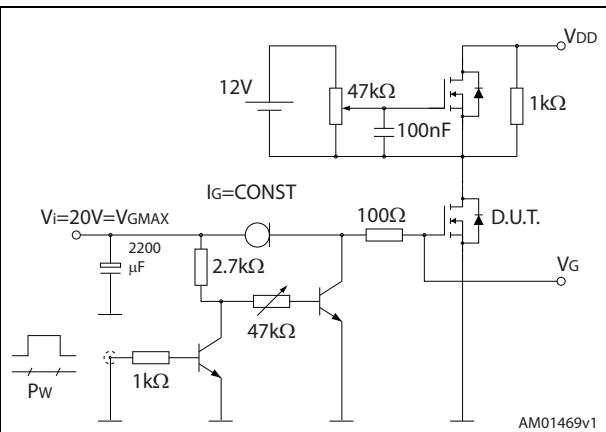 VDD
12V
47kΩ
1kΩ
100nF
IG=CONST
Vi=20V=VGMAX
100Ω
D.U.T.
2200
μF
2.7kΩ
VG
47kΩ
1kΩ
PW
AM01469v1